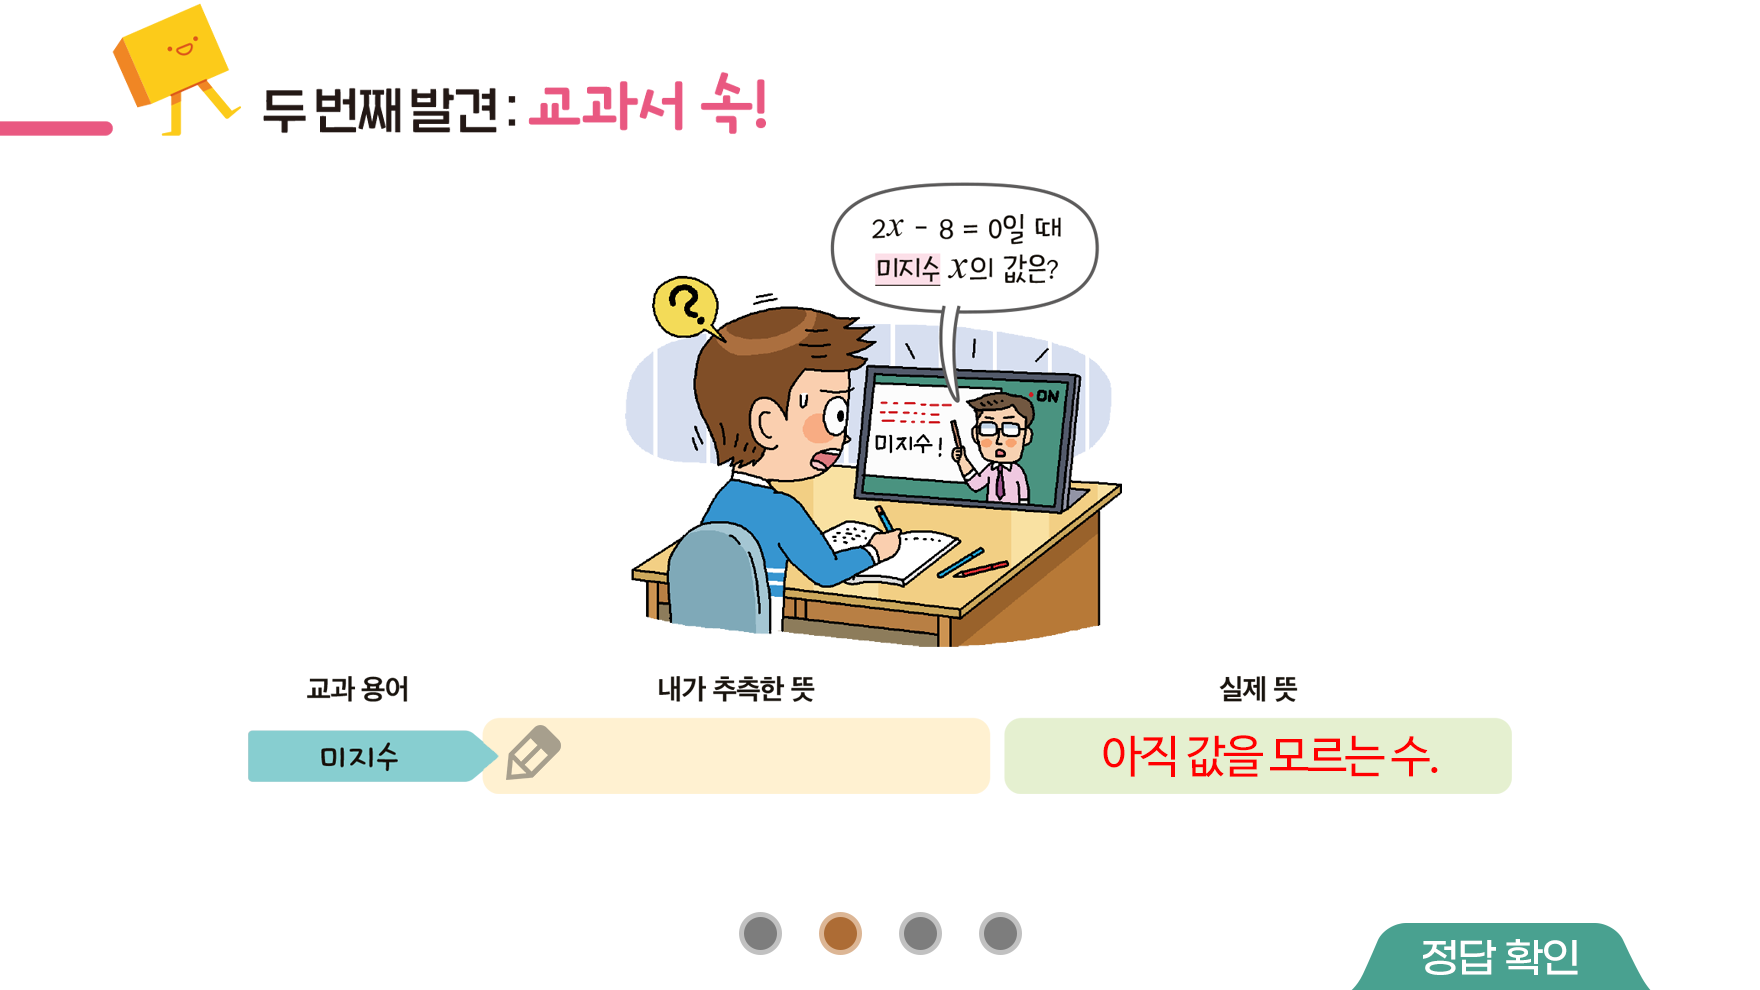 두 번째 발견 : 교과서 속!
2x - 8 = 0일 때
미지수 x의 값은?
?
ON
미지수!
교과 용어
내가 추측한 뜻
실제 뜻
미지수
아직 값을 모르는 수.
정답 확인